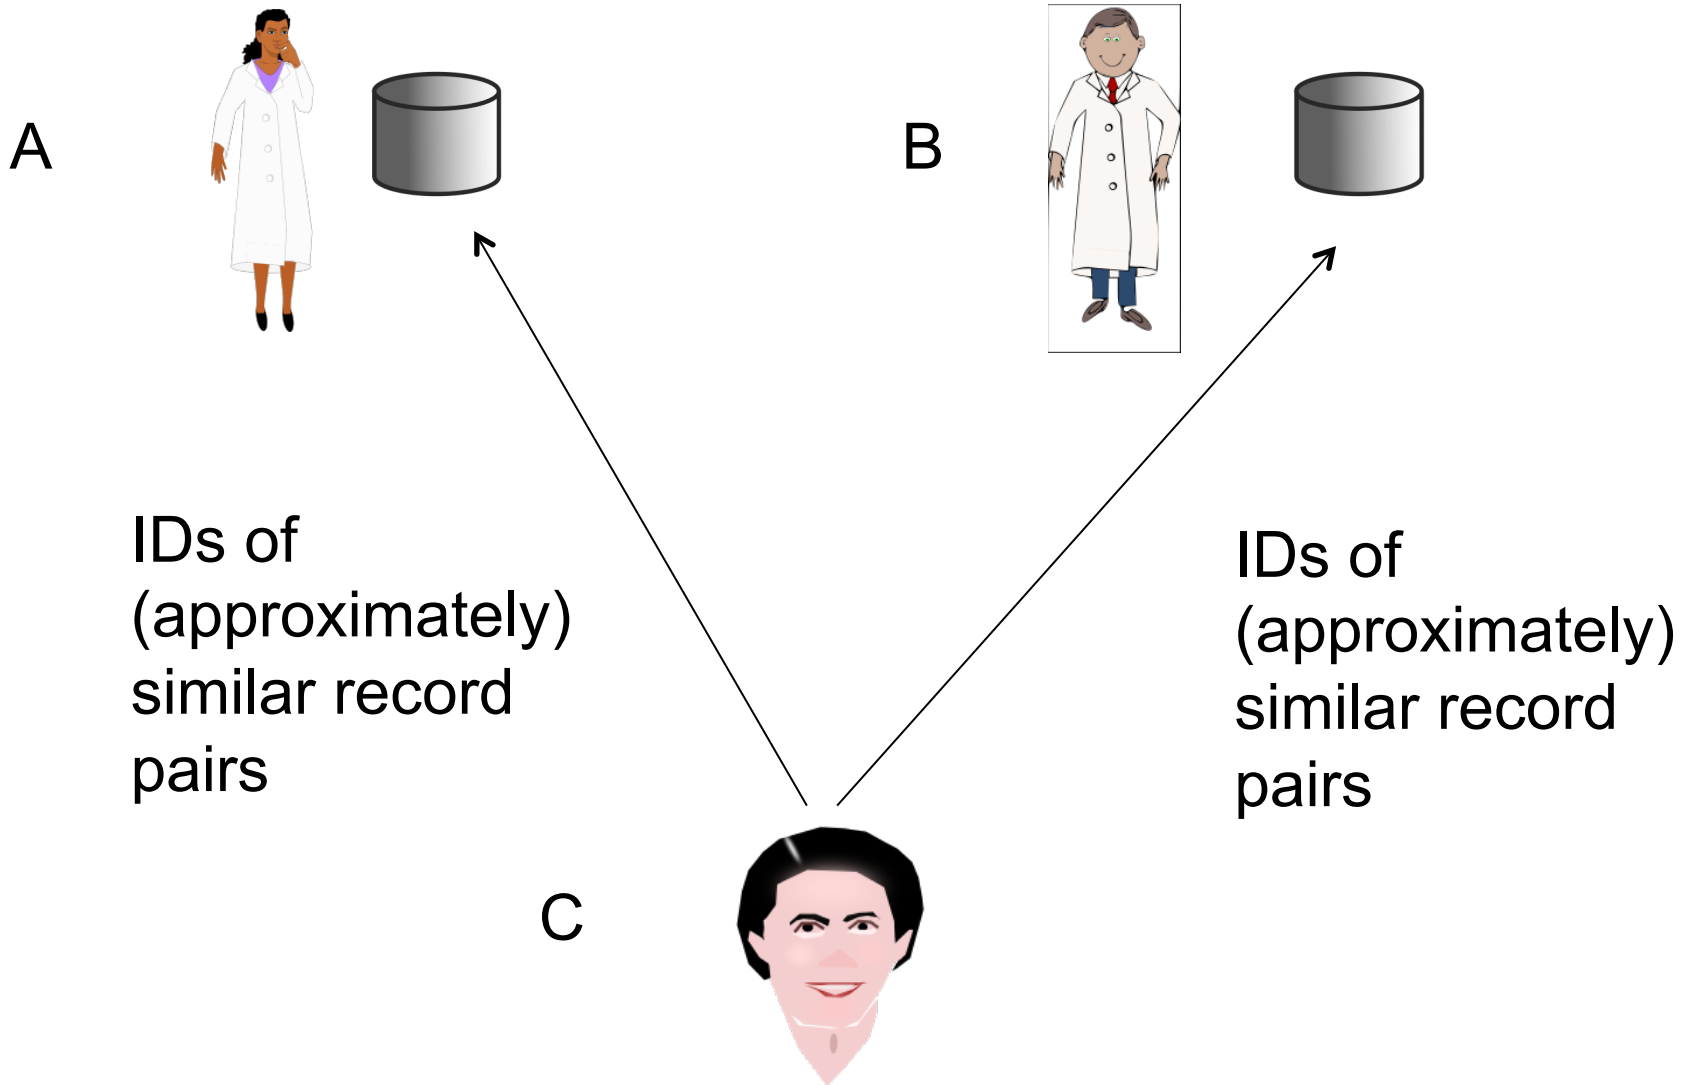 A
B
IDs of
(approximately)
similar record
pairs
IDs of
(approximately)
similar record
pairs
C